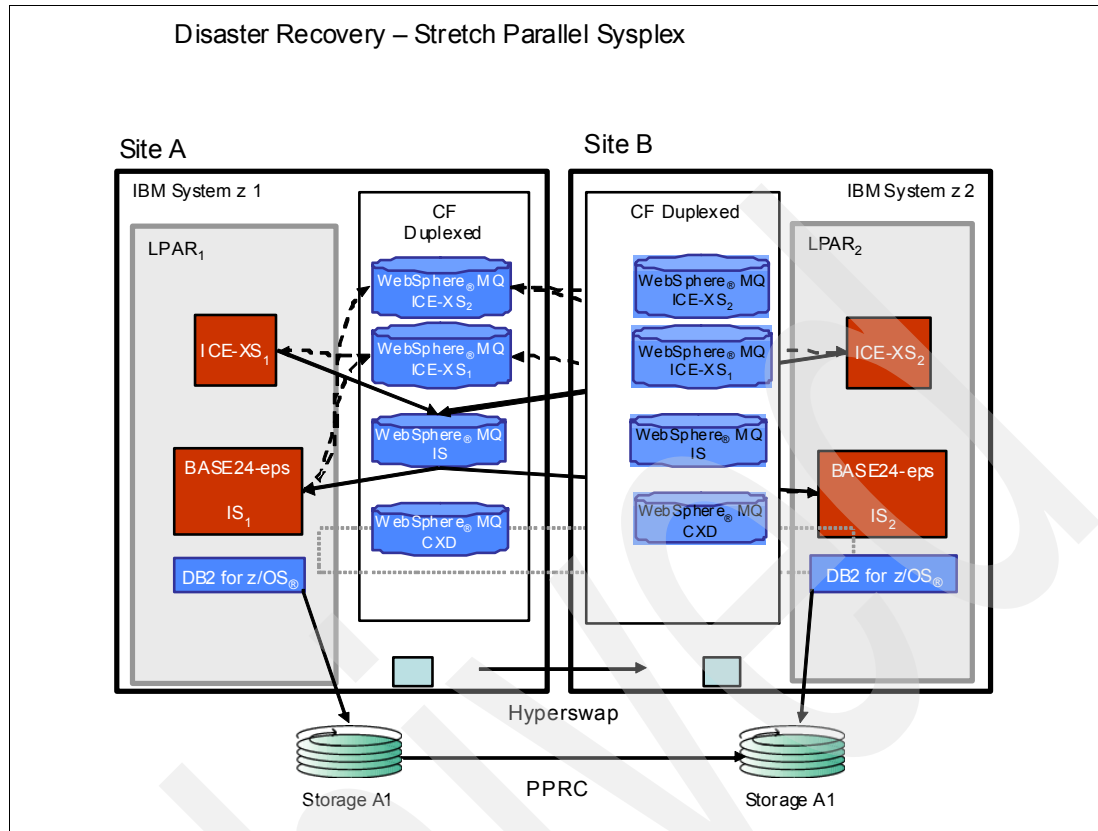 Disaster Recovery – Stretch Parallel Sysplex
Site A
Site B
IBM System z 1
IBM System z 2
LPAR1
CF
Duplexed
CF Duplexed
LPAR2
WebSphere® MQ
ICE-XS2
WebSphere® MQ
ICE-XS2
ICE-XS1
WebSphere® MQ
ICE-XS1
WebSphere® MQ
ICE-XS1
ICE-XS2
WebSphere® MQ
IS
WebSphere® MQ
IS
BASE24-eps
IS1
BASE24-eps
IS2
WebSphere® MQ
CXD
WebSphere® MQ
CXD
DB2 for z/OS®
DB2 for z/OS®
Hyperswap
PPRC
Storage A1
Storage A1